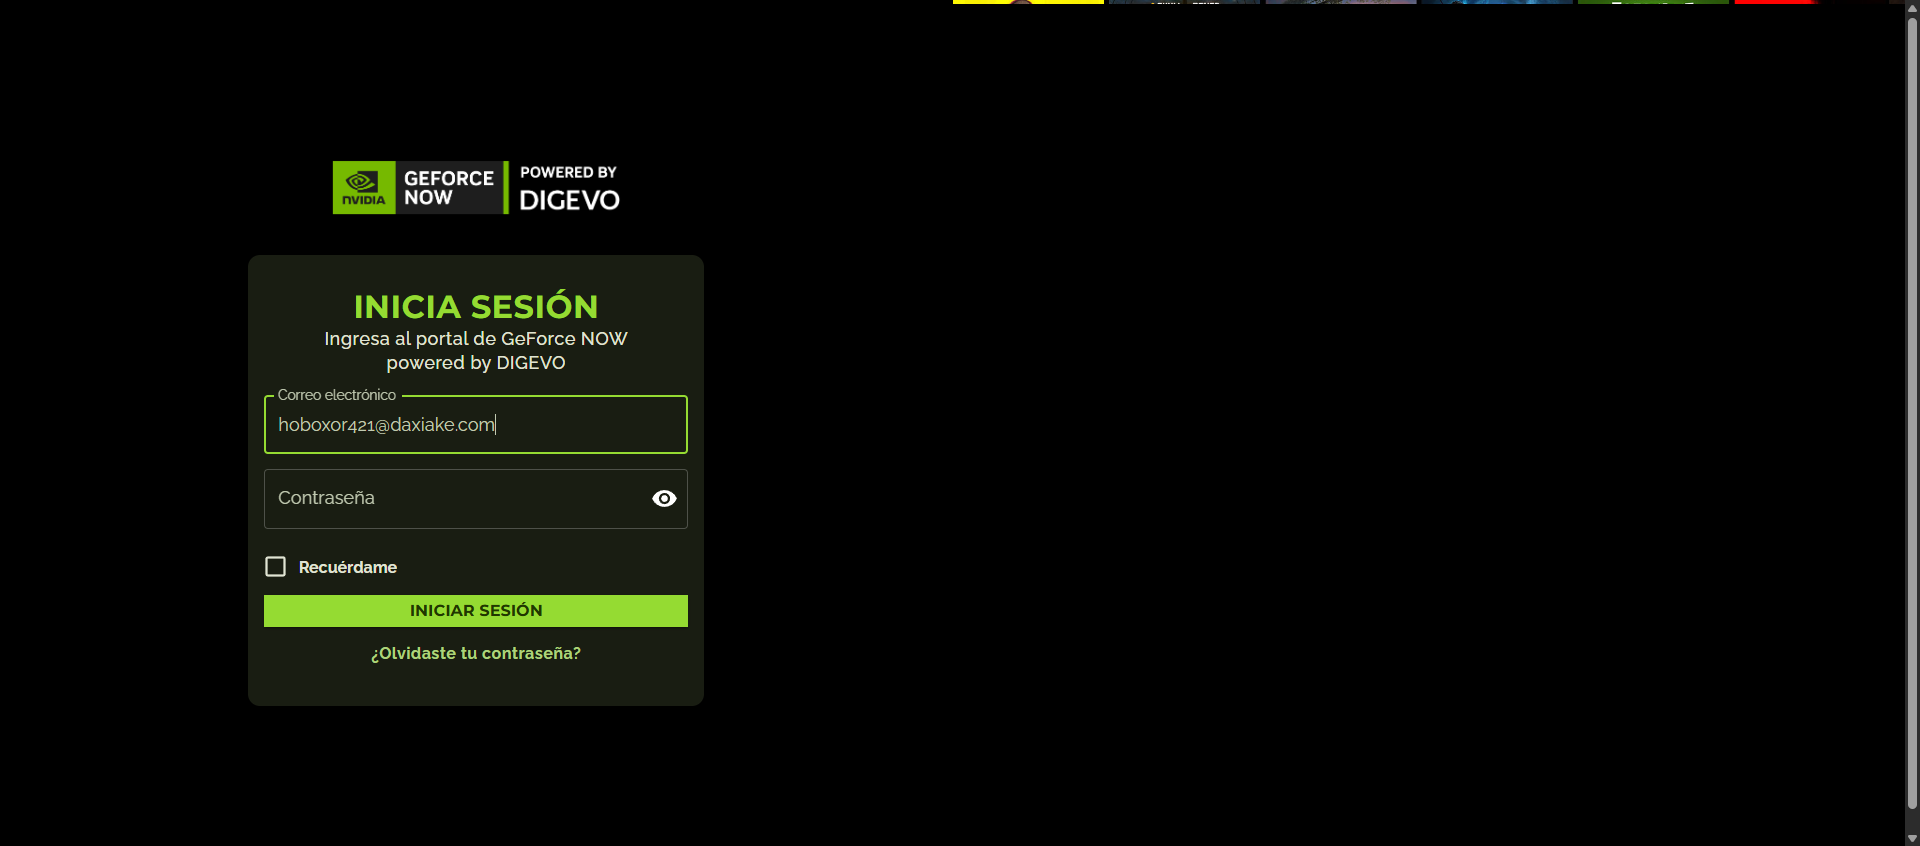 NVIDIA
GEFORCE
NOW
POWERED BY
DIGEVO
INICIA SESIÓN
Ingresa al portal de GeForce NOW
powered by DIGEVO
Correo electrónico
hoboxor421@daxiake.com
Contraseña
Recuérdame
INICIAR SESIÓN
¿Olvidaste tu contraseña?